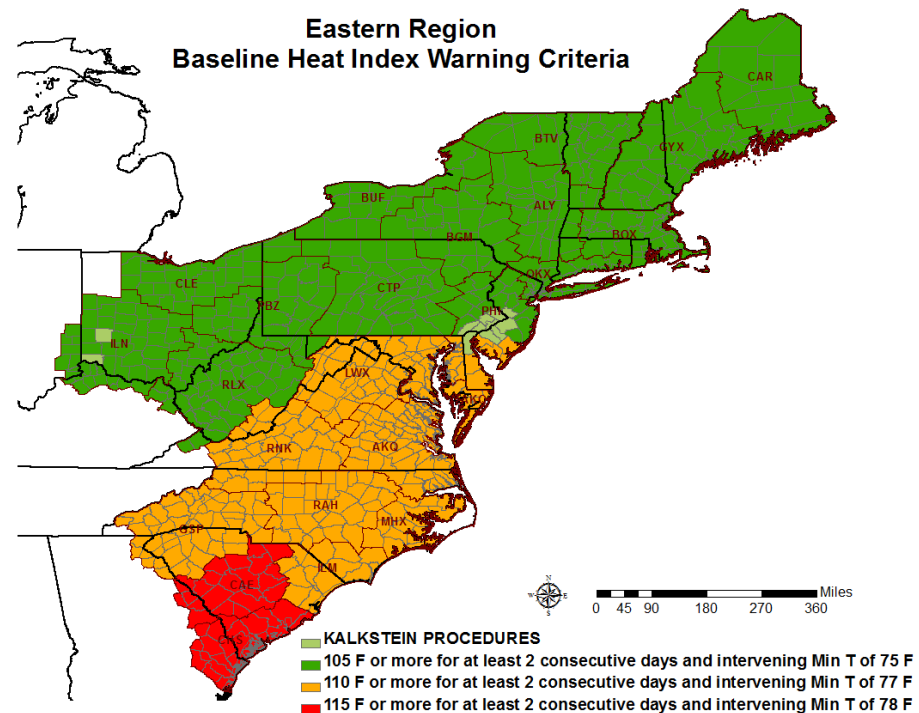 Eastern Region
Baseline Heat Index Warning Criteria
CAR
BTV
GYX
BUF
ALY
BGM
BOX
CLE
OKX
CTP
PBZ
PHI
ILN
LWX
RLX
AKQ
RNK
RAH
MHX
GSP
ILM
CAE
N
W E
S
Miles
0 45 90 180 270 360
KALKSTEIN PROCEDURES
105 F or more for at least 2 consecutive days and intervening Min T of 75 F
110 F or more for at least 2 consecutive days and intervening Min T of 77 F
115 F or more for at least 2 consecutive days and intervening Min T of 78 F